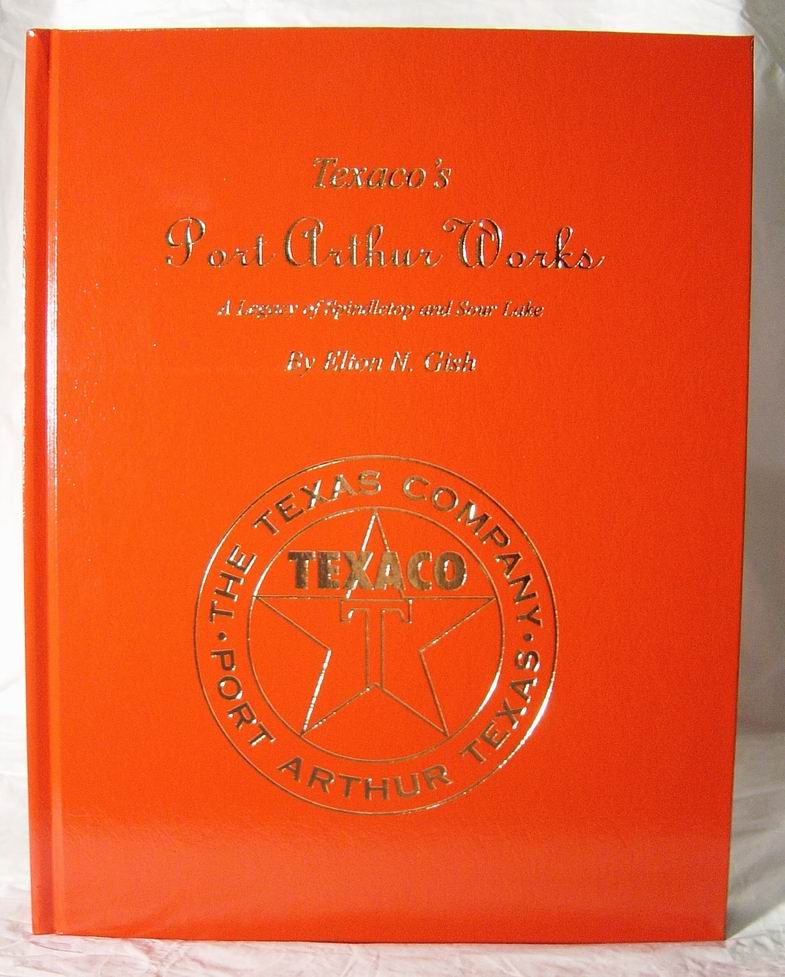 Texaco's
Port Arthur Works
A Legacy of Spindletop and Sour Lake
By Elton N. Gish
• THE TEXAS COMPANY •
TEXACO
T
PORT ARTHUR TEXAS